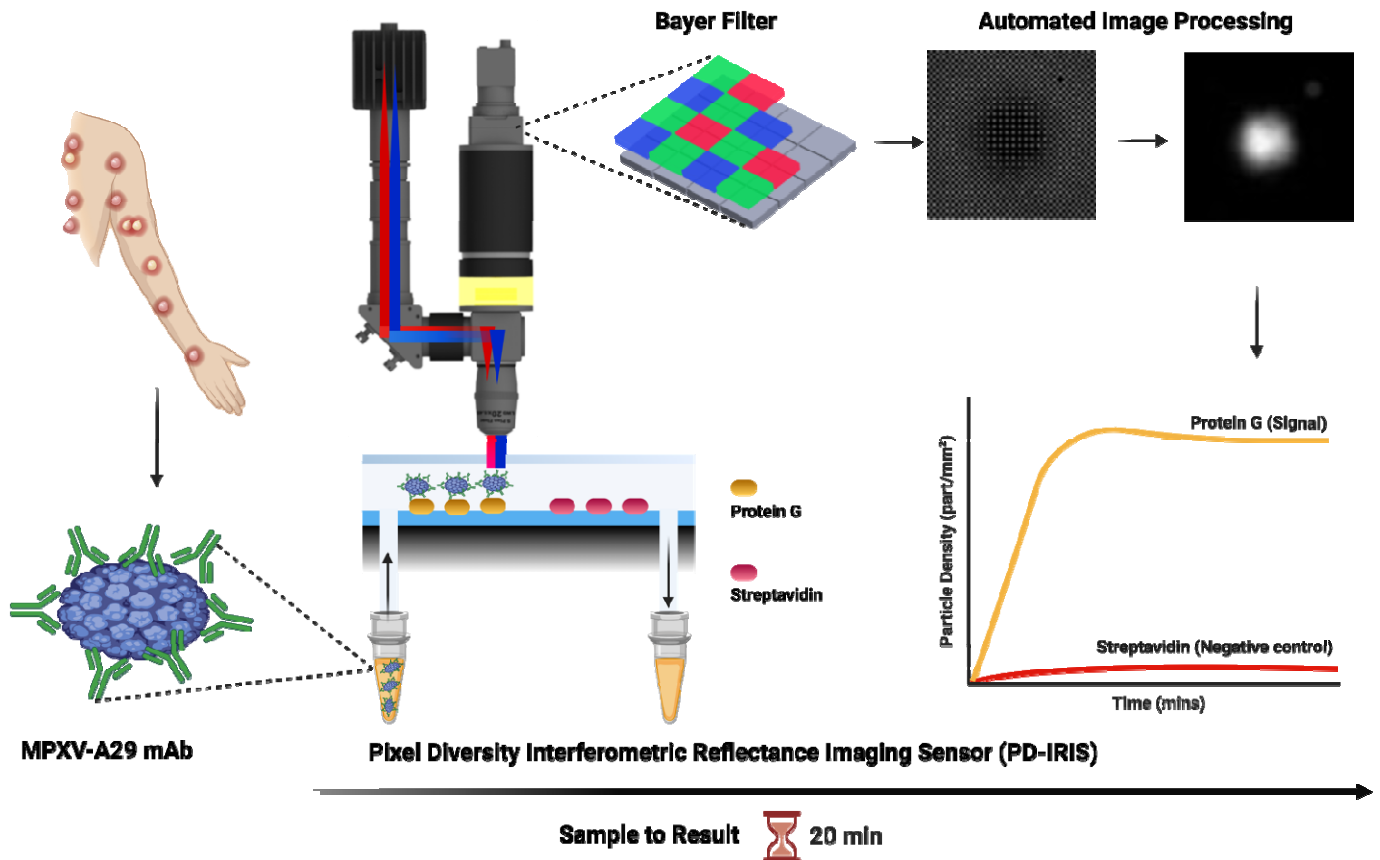 Bayer Filter
Automated Image Processing
Protein G
Streptavidin
Particle Density (part/mm²)
Protein G (Signal)
Streptavidin (Negative control)
Time (mins)
MPXV-A29 mAb
Pixel Diversity Interferometric Reflectance Imaging Sensor (PD-IRIS)
Sample to Result
20 min